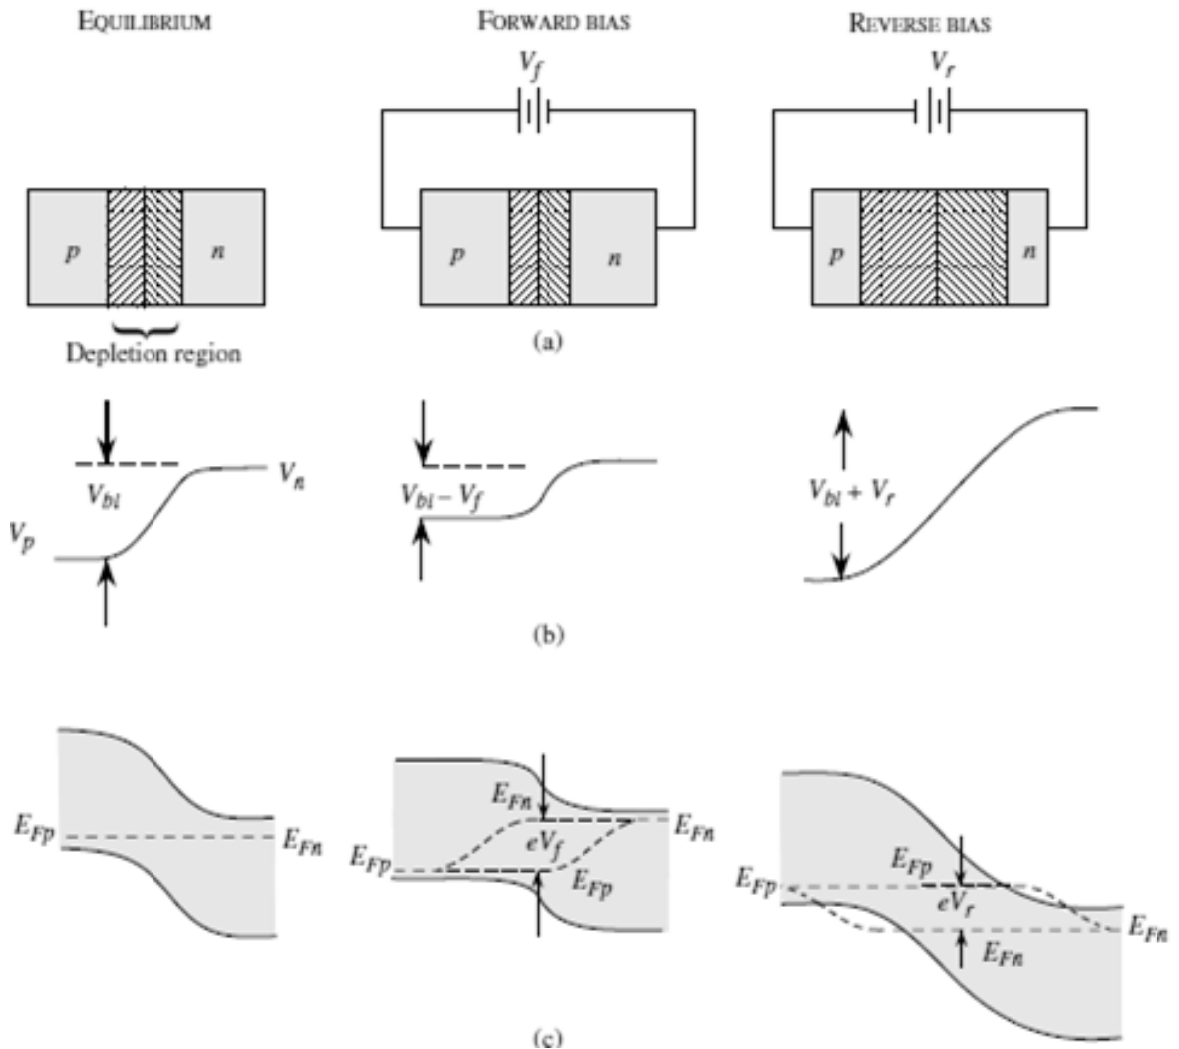 EQUILIBRIUM
FORWARD BIAS
REVERSE BIAS
V_f
V_r
p
n
p
n
p
n
Depletion region
(a)
V_bi
V_n
V_p
V_bi – V_f
V_bi + V_r
(b)
E_Fp
E_Fn
E_Fn
eV_f
E_Fn
E_Fp
E_Fp
E_Fp
E_Fp
eV_r
E_Fn
E_Fn
(c)